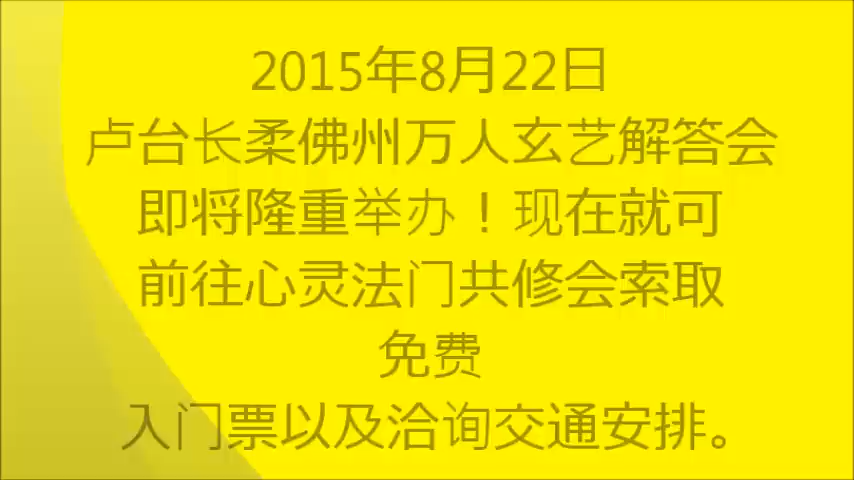 2015年8月22日
卢台长柔佛州万人玄艺解答会
即将隆重举办！现在就可
前往心灵法门共修会索取
免费
入门票以及洽询交通安排。